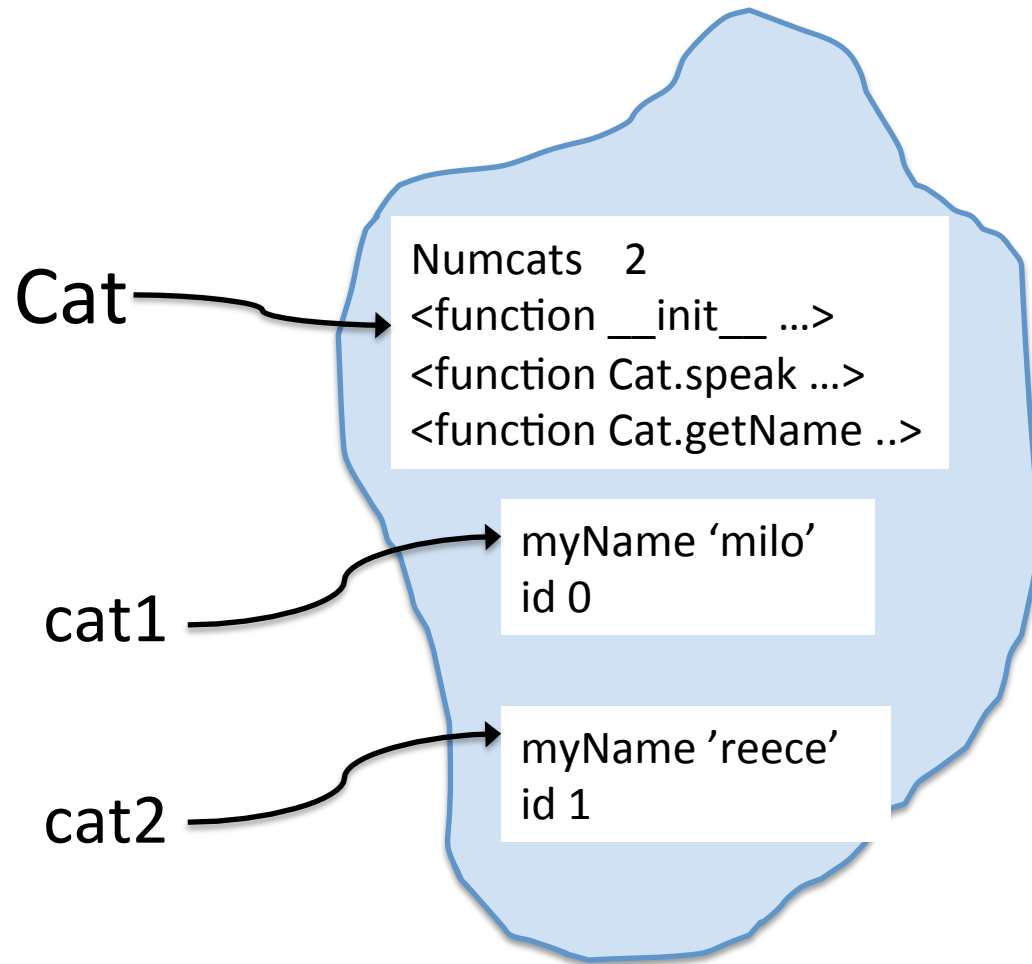 Cat
Numcats 2
<function __init__ …>
<function Cat.speak …>
<function Cat.getName ..>
cat1
myName ‘milo’
id 0
cat2
myName ’reece’
id 1